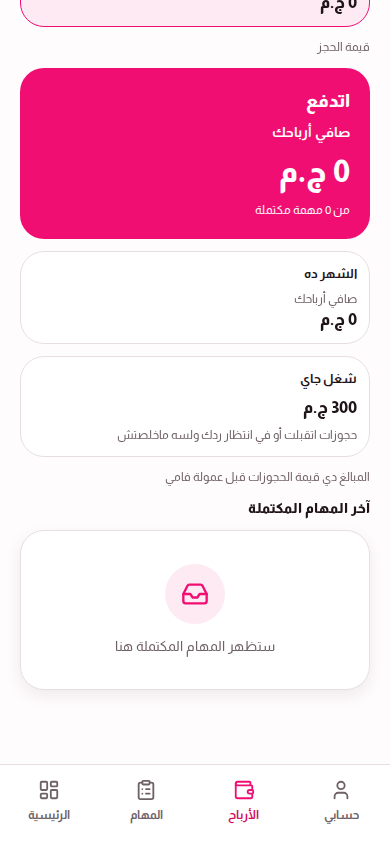 0 ج.م
قيمة الحجز
اتدفع
صافي أرباحك
0 ج.م
من 0 مهمة مكتملة
الشهر ده
صافي أرباحك
0 ج.م
شغل جاي
300 ج.م
حجوزات اتقبلت أو في انتظار ردك ولسه ماخلصتش
المبالغ دي قيمة الحجوزات قبل عمولة فامي
آخر المهام المكتملة
ستظهر المهام المكتملة هنا
حسابي
الأرباح
المهام
الرئيسية